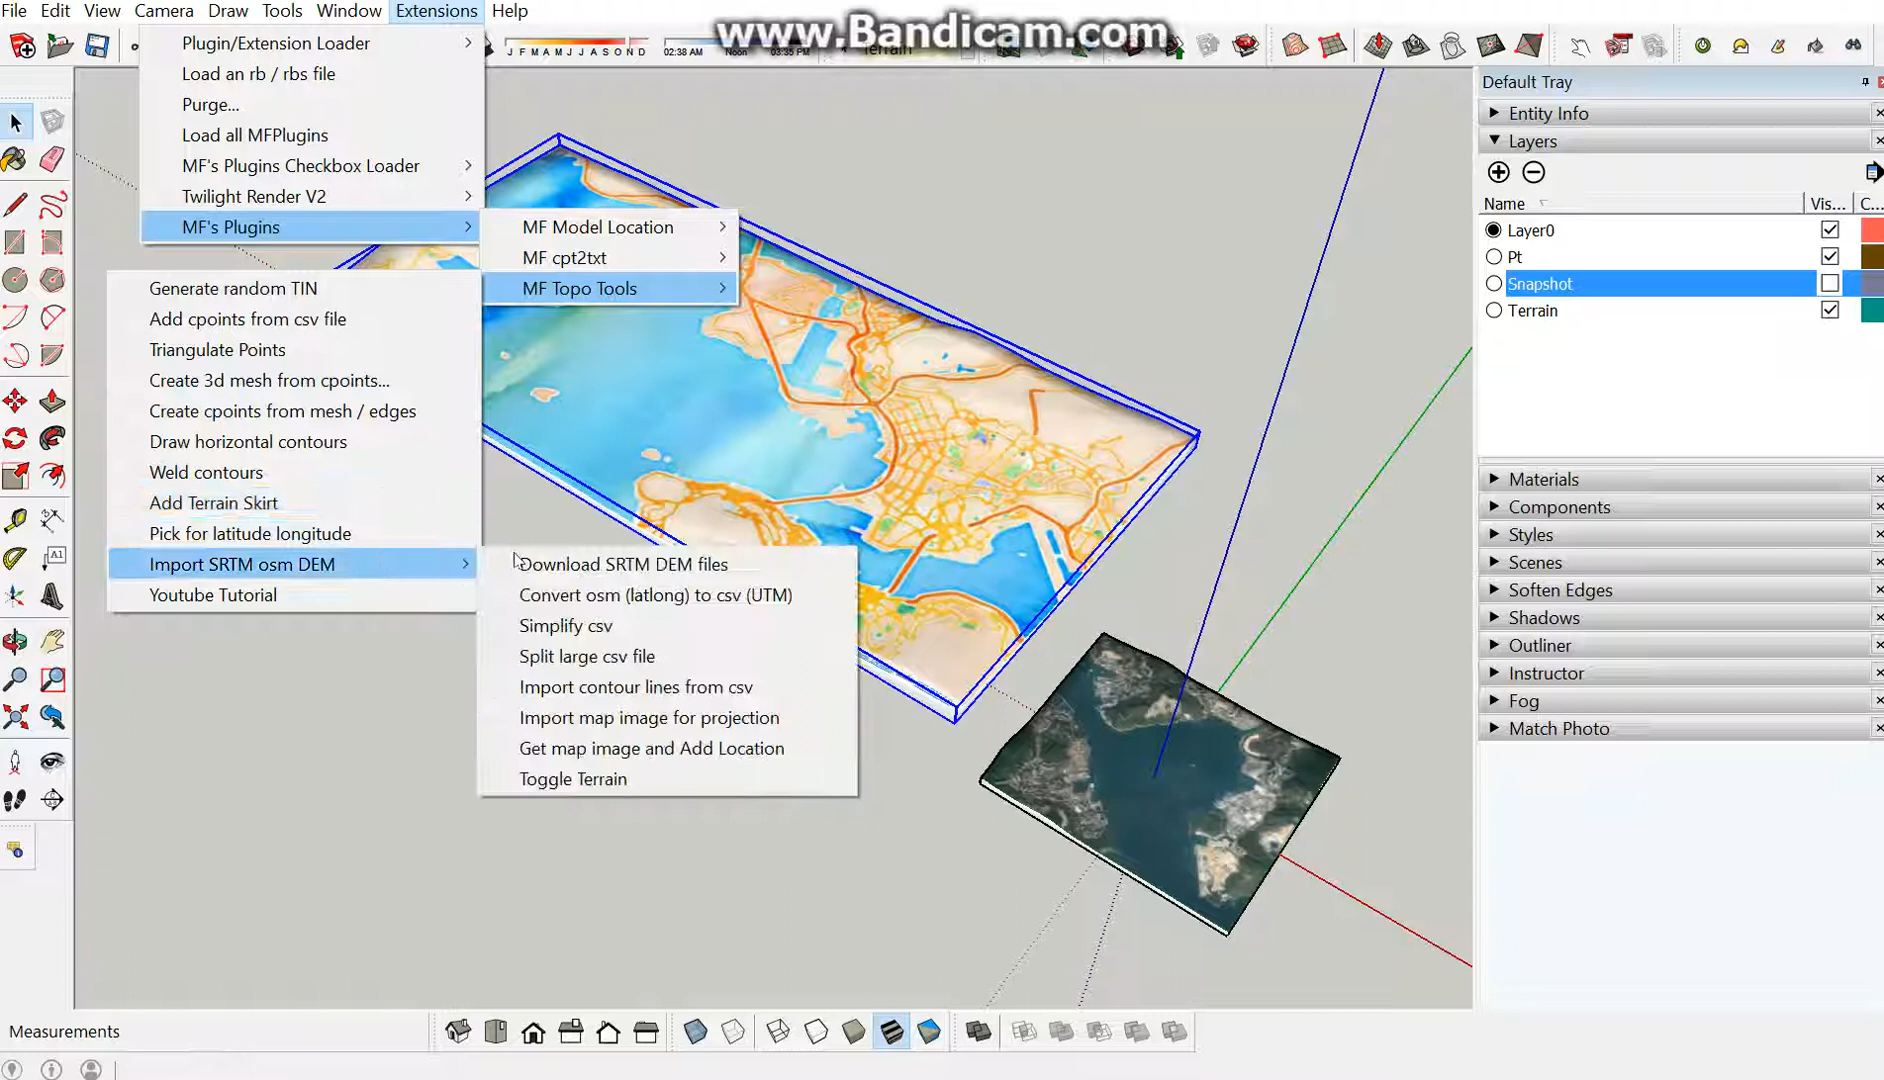 File Edit View Camera Draw Tools Window Extensions Help
www.Bandicam.com
J F M A M J J A S O N D
02:38 AM Noon 03:35 PM
Terrain
Plugin/Extension Loader
Load an rb / rbs file
Purge...
Load all MFPlugins
MF's Plugins Checkbox Loader
Twilight Render V2
MF's Plugins
MF Model Location
MF cpt2txt
MF Topo Tools
Generate random TIN
Add cpoints from csv file
Triangulate Points
Create 3d mesh from cpoints...
Create cpoints from mesh / edges
Draw horizontal contours
Weld contours
Add Terrain Skirt
Pick for latitude longitude
Import SRTM osm DEM
Youtube Tutorial
Download SRTM DEM files
Convert osm (latlong) to csv (UTM)
Simplify csv
Split large csv file
Import contour lines from csv
Import map image for projection
Get map image and Add Location
Toggle Terrain
Default Tray
Entity Info
Layers
Name Vis... C...
Layer0
Pt
Snapshot
Terrain
Materials
Components
Styles
Scenes
Soften Edges
Shadows
Outliner
Instructor
Fog
Match Photo
A1
Measurements